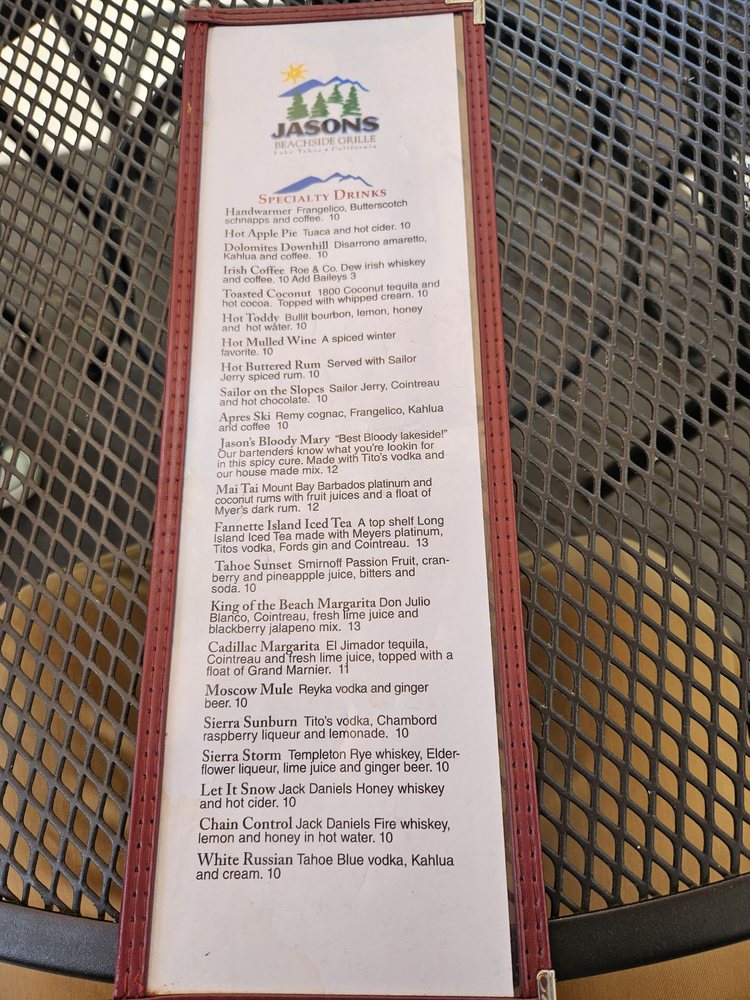 JASONS
BEACHSIDE GRILLE
Lake Tahoe • California
SPECIALTY DRINKS
Handwarmer Frangelico, Butterscotch
schnapps and coffee. 10
Hot Apple Pie Tuaca and hot cider. 10
Dolomites Downhill Disarrono amaretto,
Kahlua and coffee. 10
Irish Coffee Roe & Co. Dew irish whiskey
and coffee. 10 Add Baileys 3
Toasted Coconut 1800 Coconut tequila and
hot cocoa. Topped with whipped cream. 10
Hot Toddy Bullit bourbon, lemon, honey
and hot water. 10
Hot Mulled Wine A spiced winter
favorite. 10
Hot Buttered Rum Served with Sailor
Jerry spiced rum. 10
Sailor on the Slopes Sailor Jerry, Cointreau
and hot chocolate. 10
Apres Ski Remy cognac, Frangelico, Kahlua
and coffee 10
Jason's Bloody Mary "Best Bloody lakeside!"
Our bartenders know what you're lookin for
in this spicy cure. Made with Tito's vodka and
our house made mix. 12
Mai Tai Mount Bay Barbados platinum and
coconut rums with fruit juices and a float of
Myer's dark rum. 12
Fannette Island Iced Tea A top shelf Long
Island Iced Tea made with Meyers platinum,
Titos vodka, Fords gin and Cointreau. 13
Tahoe Sunset Smirnoff Passion Fruit, cran-
berry and pineappple juice, bitters and
soda. 10
King of the Beach Margarita Don Julio
Blanco, Cointreau, fresh lime juice and
blackberry jalapeno mix. 13
Cadillac Margarita El Jimador tequila,
Cointreau and fresh lime juice, topped with a
float of Grand Marnier. 11
Moscow Mule Reyka vodka and ginger
beer. 10
Sierra Sunburn Tito's vodka, Chambord
raspberry liqueur and lemonade. 10
Sierra Storm Templeton Rye whiskey, Elder-
flower liqueur, lime juice and ginger beer. 10
Let It Snow Jack Daniels Honey whiskey
and hot cider. 10
Chain Control Jack Daniels Fire whiskey,
lemon and honey in hot water. 10
White Russian Tahoe Blue vodka, Kahlua
and cream. 10